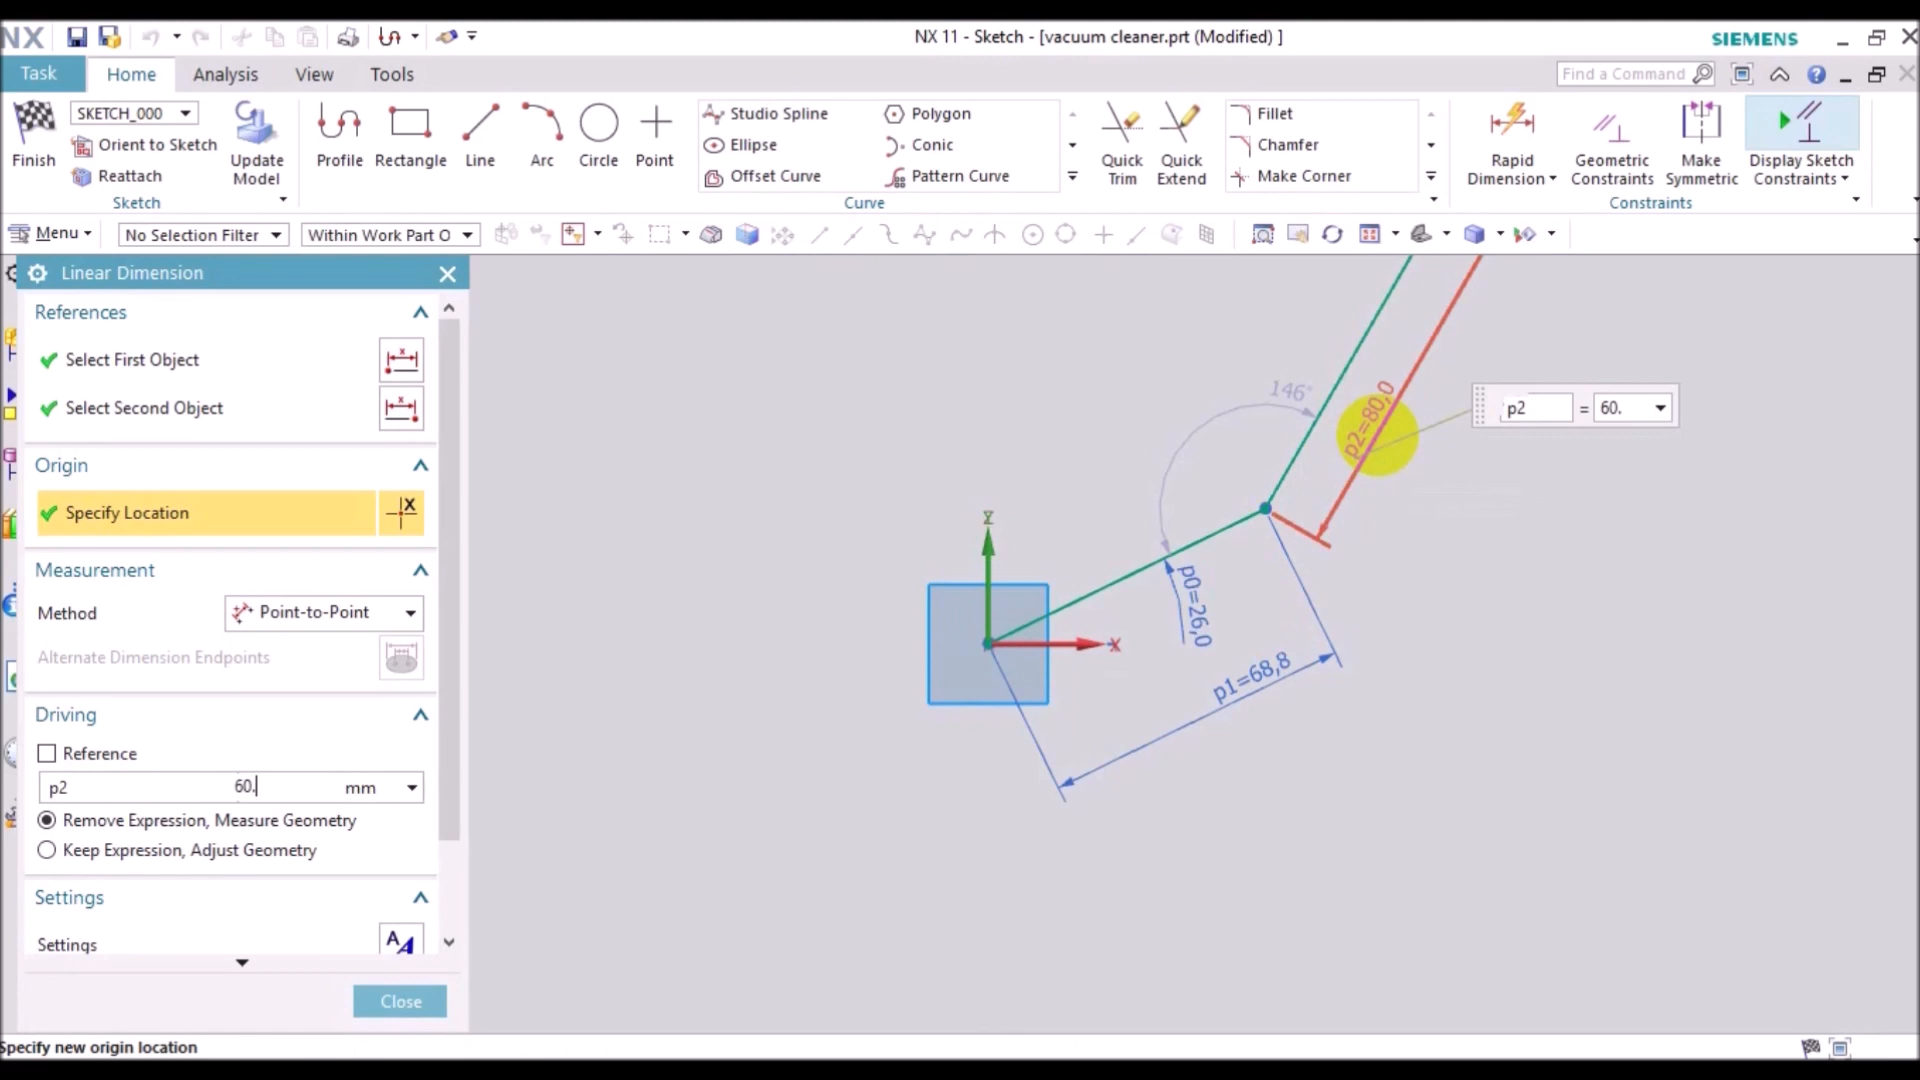 NX
NX 11 - Sketch - [vacuum cleaner.prt (Modified) ]
SIEMENS
Task
Home
Analysis
View
Tools
Find a Command
Finish
SKETCH_000
Orient to Sketch
Reattach
Update
Model
Sketch
Profile
Rectangle
Line
Arc
Circle
Point
Studio Spline
Ellipse
Offset Curve
Polygon
Conic
Pattern Curve
Curve
Quick
Trim
Quick
Extend
Fillet
Chamfer
Make Corner
Rapid
Dimension
Geometric
Constraints
Make
Symmetric
Display Sketch
Constraints
Constraints
Menu
No Selection Filter
Within Work Part O
Linear Dimension
References
Select First Object
Select Second Object
Origin
Specify Location
X
Measurement
Method
Point-to-Point
Alternate Dimension Endpoints
Driving
Reference
p2
60.
mm
Remove Expression, Measure Geometry
Keep Expression, Adjust Geometry
Settings
Settings
Close
Specify new origin location
146°
p2=80,0
p2
=
60.
p0=26,0
p1=68,8
X